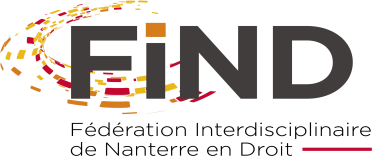 FiND
Fédération Interdisciplinaire
de Nanterre en Droit